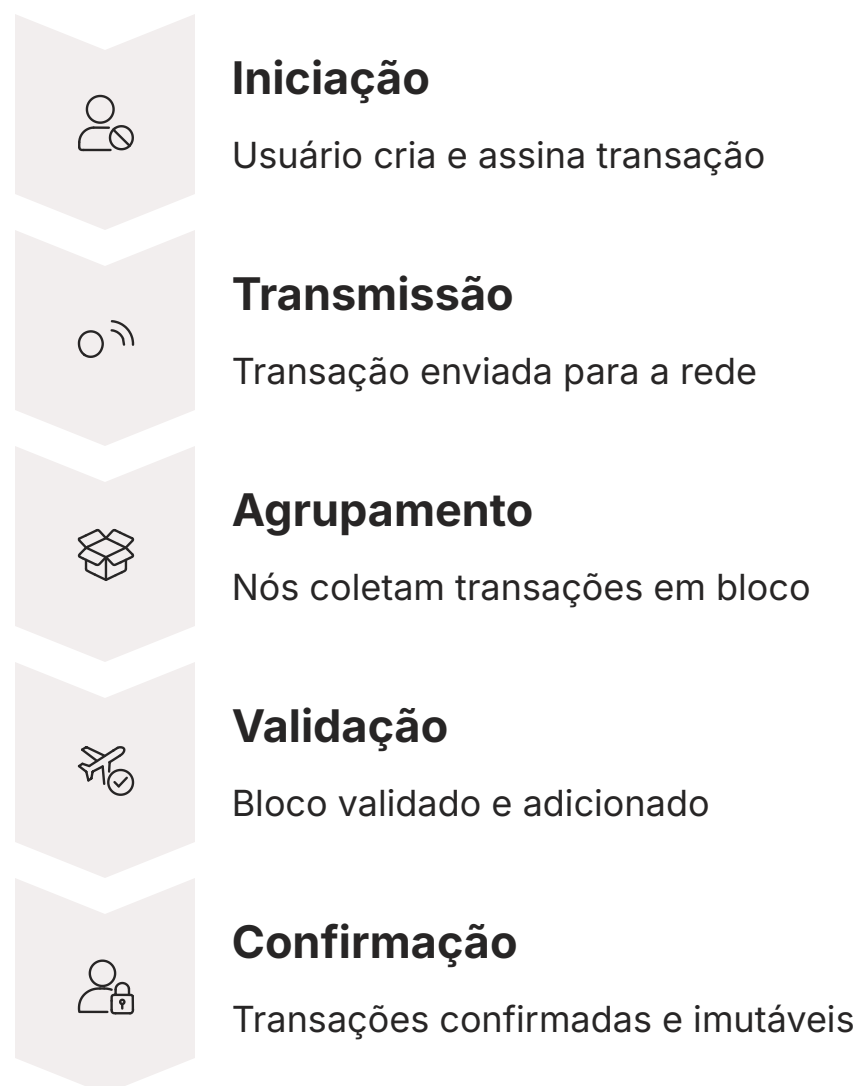 Iniciação
Usuário cria e assina transação
Transmissão
Transação enviada para a rede
Agrupamento
Nós coletam transações em bloco
Validação
Bloco validado e adicionado
Confirmação
Transações confirmadas e imutáveis